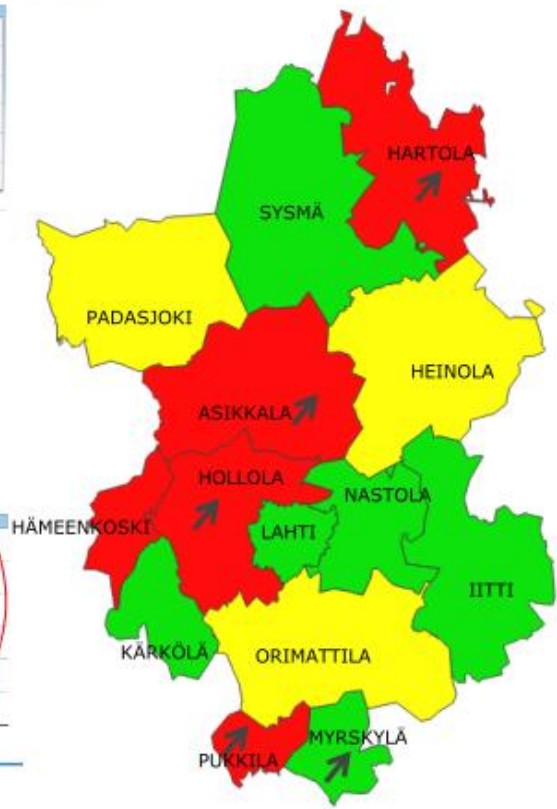 HARTOLA
SYSMÄ
PADASJOKI
HEINOLA
ASIKKALA
HOLLOLA
NASTOLA
HÄMEENKOSKI
LAHTI
IITTI
KÄRKÖLÄ
ORIMATTILA
MYRSKYLÄ
PUKKILA